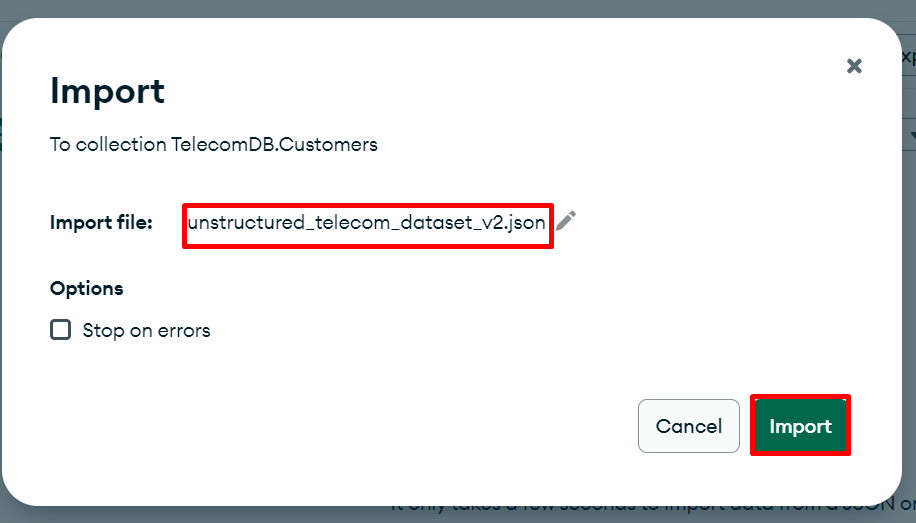 Import
To collection TelecomDB.Customers
Import file: unstructured_telecom_dataset_v2.json
Options
Stop on errors
Cancel Import
It only takes a few seconds to import data from a JSON